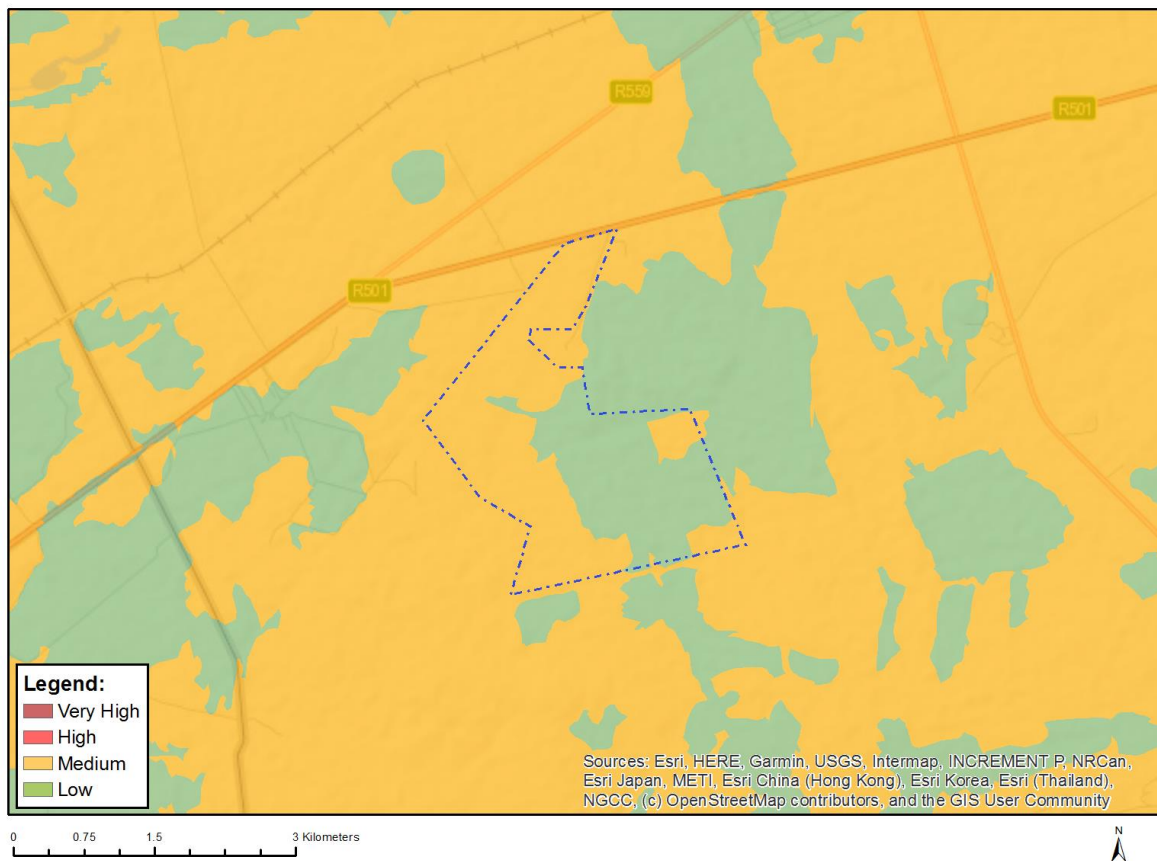 R559
R501
R501
Legend:
Very High
High
Medium
Low
Sources: Esri, HERE, Garmin, USGS, Intermap, INCREMENT P, NRCan,
Esri Japan, METI, Esri China (Hong Kong), Esri Korea, Esri (Thailand),
NGCC, (c) OpenStreetMap contributors, and the GIS User Community
0 0.75 1.5 3 Kilometers
N